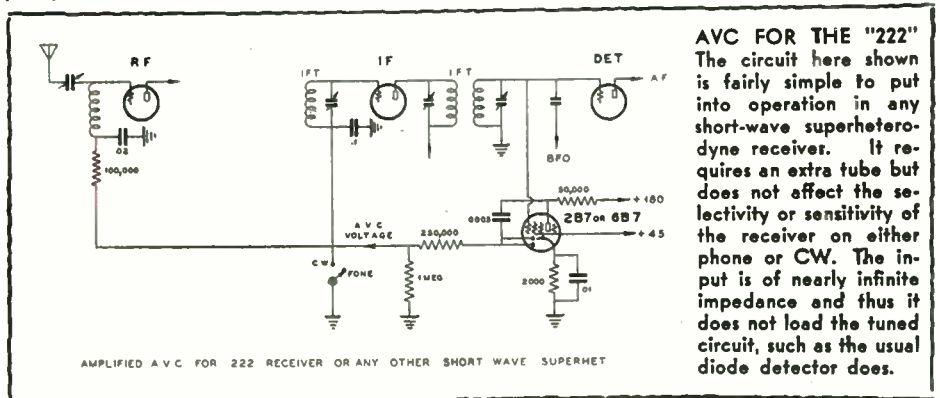 RF
IF
DET
IFT
IFT
AF
.02
.1
BFO
100,000
50,000
+180
.0003
2B7 OR 6B7
AVC
VOLTAGE
250,000
+45
CW
FONE
1 MEG
2000
.01
AMPLIFIED AVC FOR 222 RECEIVER OR ANY OTHER SHORT WAVE SUPERHET
AVC FOR THE "222"
The circuit here shown
is fairly simple to put
into operation in any
short-wave superhetero-
dyne receiver. It re-
quires an extra tube but
does not affect the se-
lectivity or sensitivity of
the receiver on either
phone or CW. The in-
put is of nearly infinite
impedance and thus it
does not load the tuned
circuit, such as the usual
diode detector does.